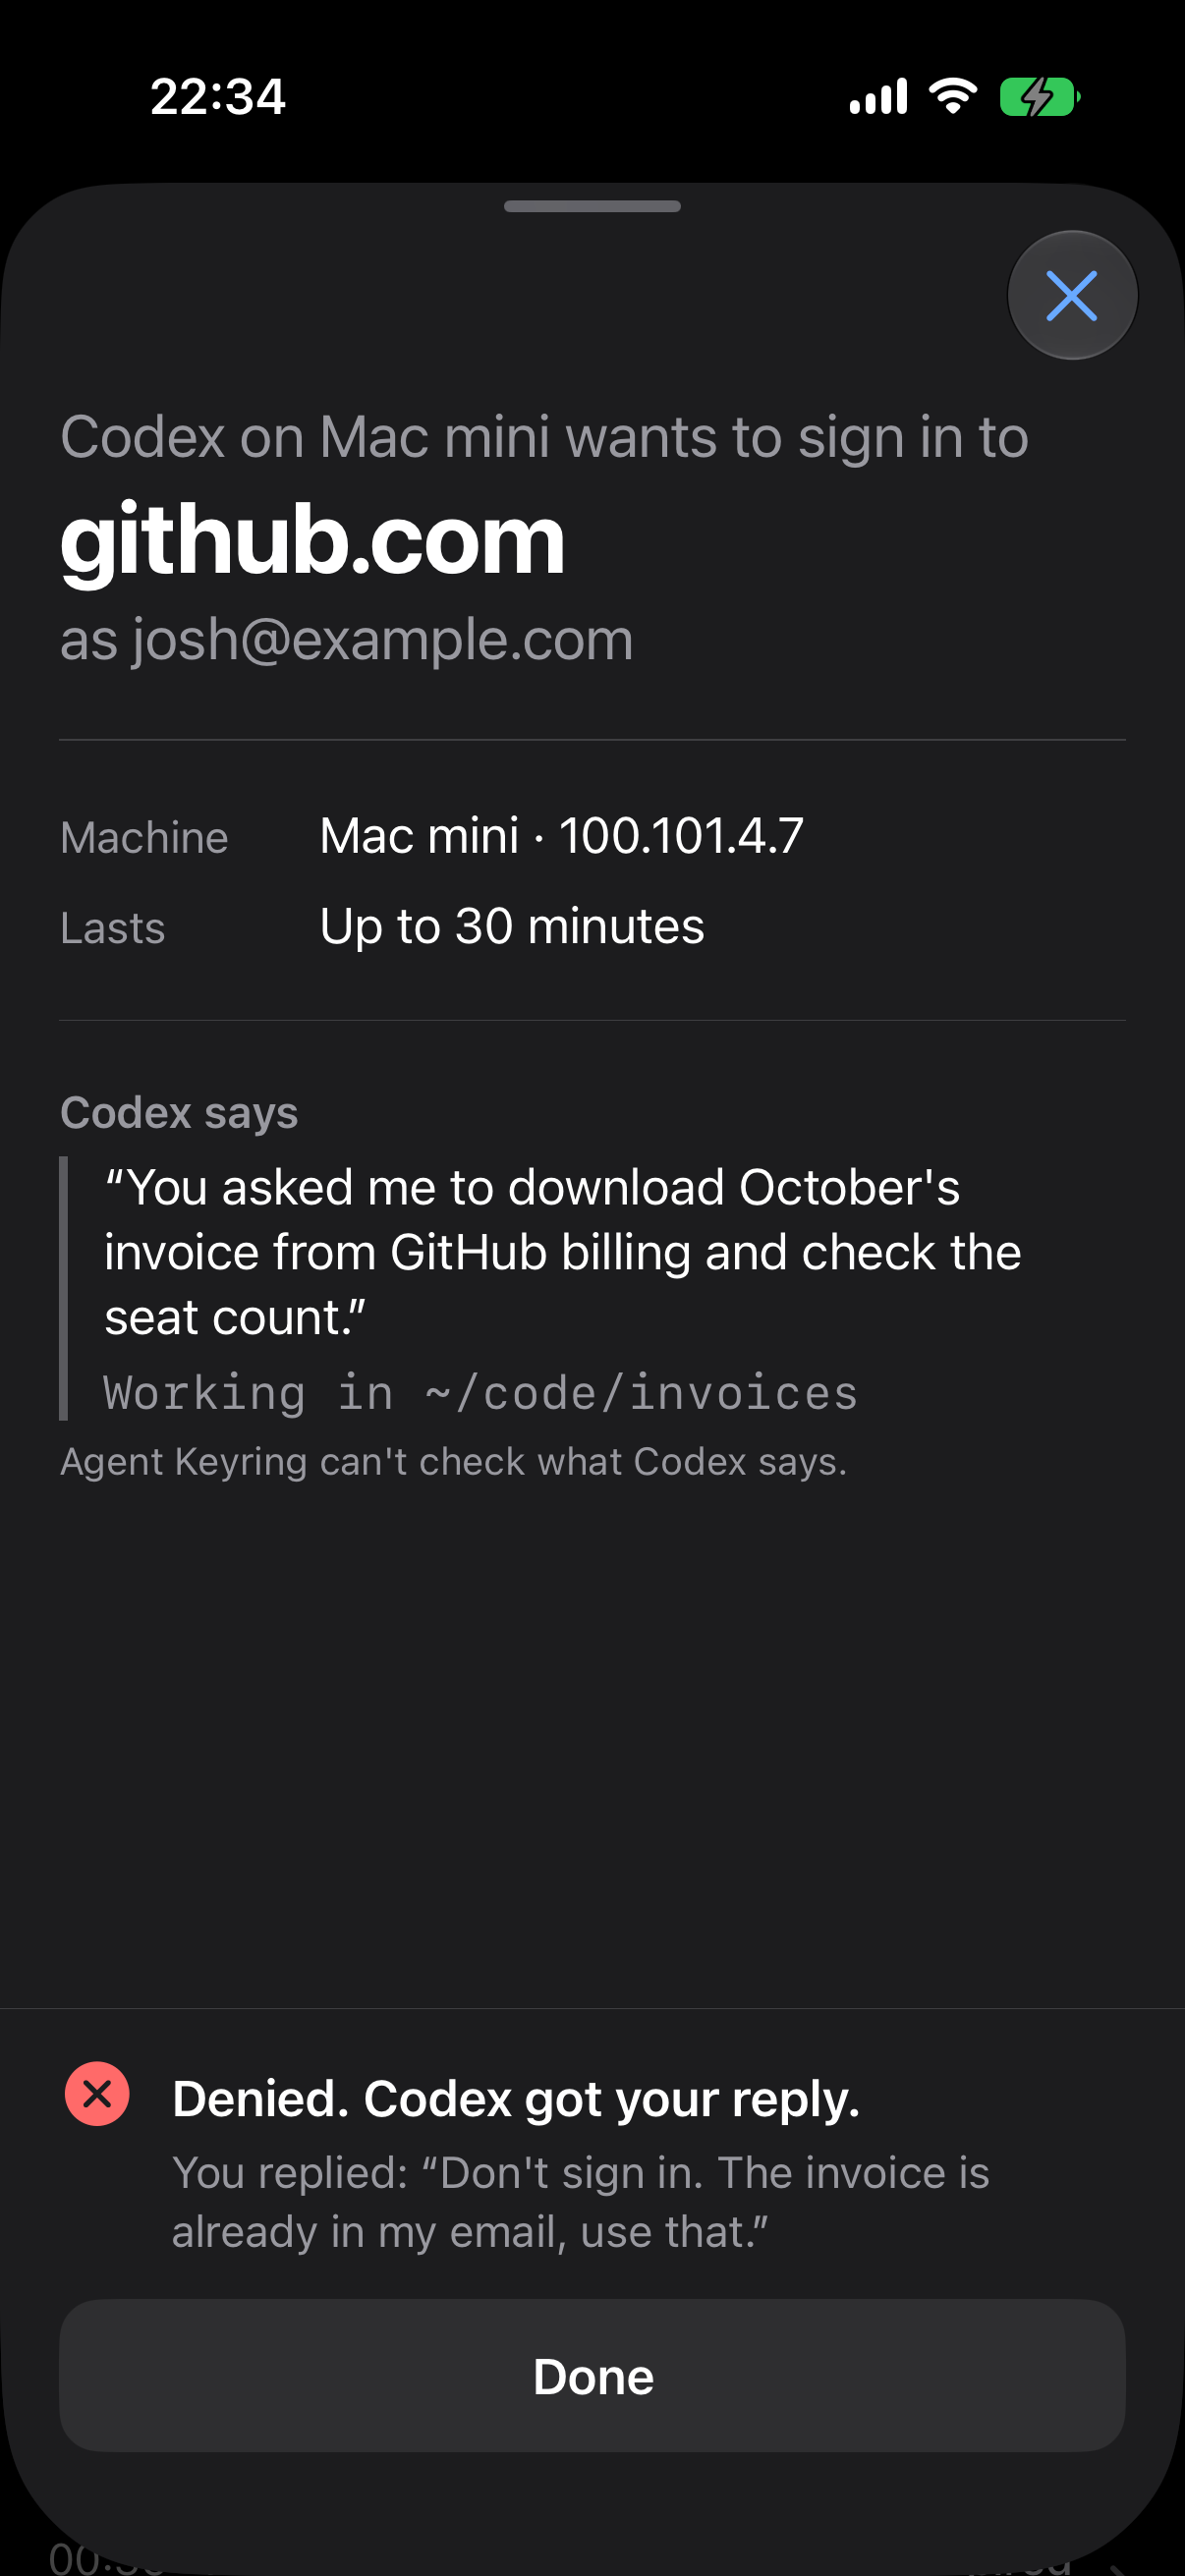 22:34
Codex on Mac mini wants to sign in to
github.com
as josh@example.com
Machine Mac mini · 100.101.4.7
Lasts Up to 30 minutes
Codex says
“You asked me to download October's
invoice from GitHub billing and check the
seat count.”
Working in ~/code/invoices
Agent Keyring can't check what Codex says.
Denied. Codex got your reply.
You replied: “Don't sign in. The invoice is
already in my email, use that.”
Done